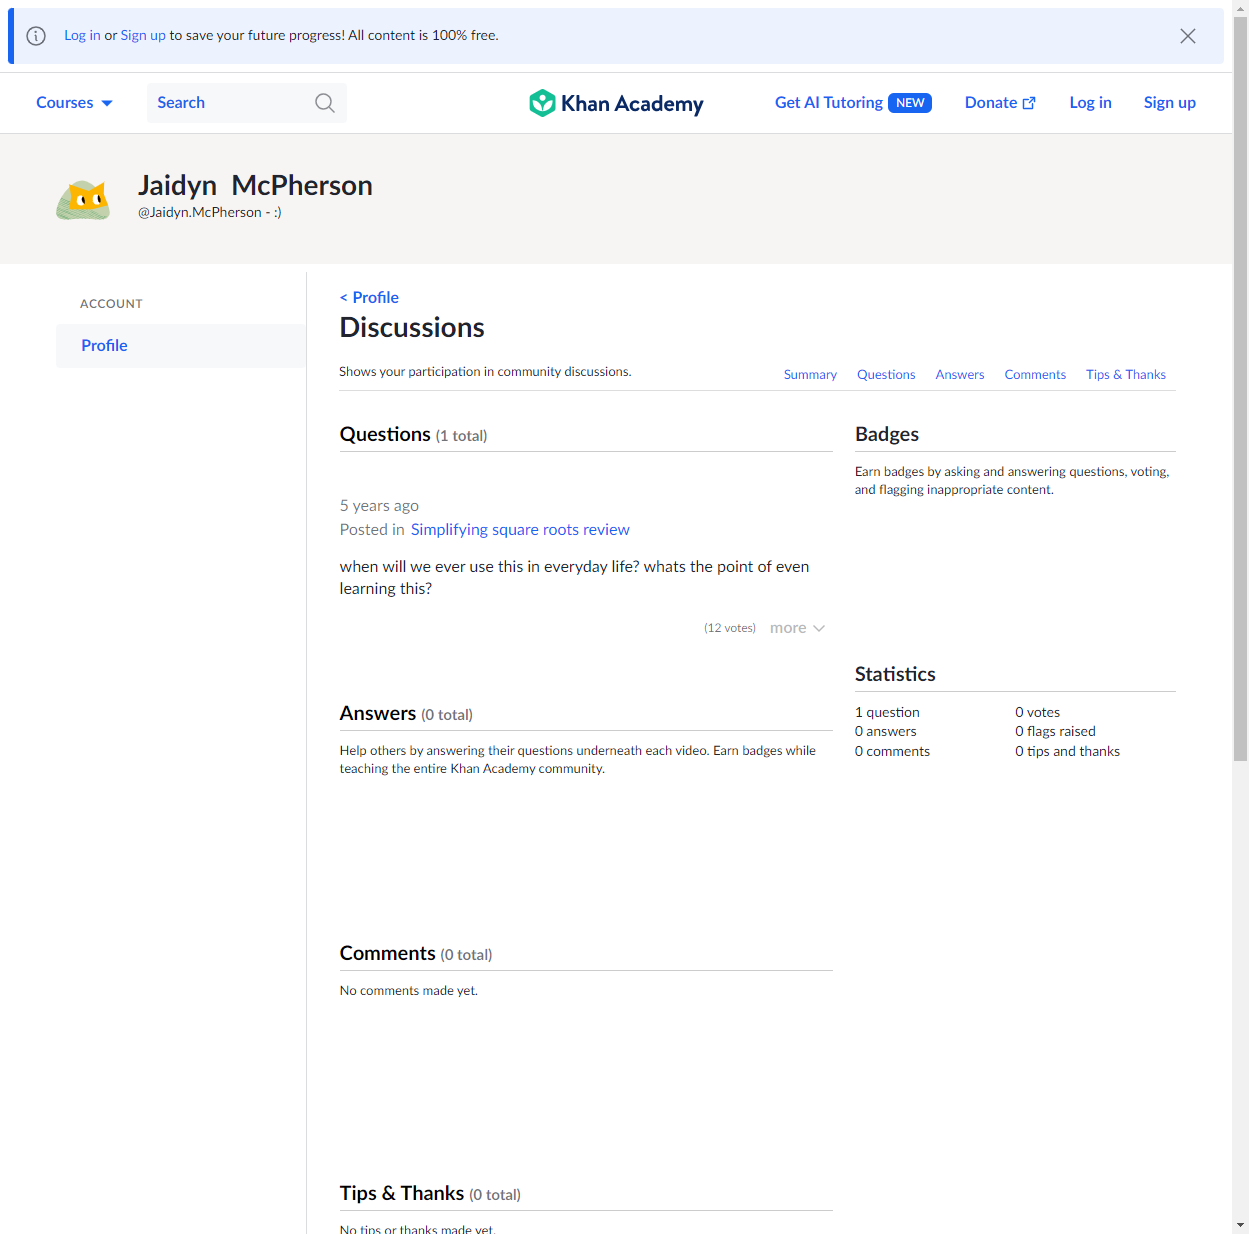 Log in or Sign up to save your future progress! All content is 100% free.
Courses
Search
Khan Academy
Get AI Tutoring NEW
Donate
Log in
Sign up
Jaidyn McPherson
@Jaidyn.McPherson - :)
ACCOUNT
Profile
< Profile
Discussions
Shows your participation in community discussions.
Summary
Questions
Answers
Comments
Tips & Thanks
Questions (1 total)
5 years ago
Posted in Simplifying square roots review
when will we ever use this in everyday life? whats the point of even
learning this?
(12 votes)
more
Answers (0 total)
Help others by answering their questions underneath each video. Earn badges while
teaching the entire Khan Academy community.
Comments (0 total)
No comments made yet.
Tips & Thanks (0 total)
No tips or thanks made yet.
Badges
Earn badges by asking and answering questions, voting,
and flagging inappropriate content.
Statistics
1 question
0 votes
0 answers
0 flags raised
0 comments
0 tips and thanks